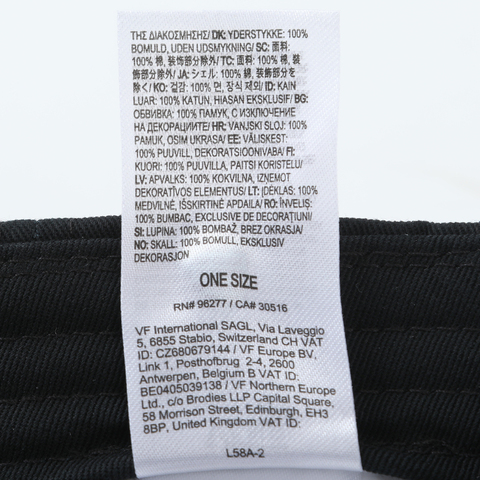 ΤΗΣ ΔΙΑΚΟΣΜΗΣΗΣ/ DK: YDERSTYKKE: 100%
BOMULD, UDEN UDSMYKNING/ SC: 面料:
100% 棉, 装饰部分除外/ TC: 面料: 100% 棉, 裝
飾部分除外/ JA: シェル: 100% 綿, 装飾部分を
除く/ KO: 겉감: 100% 면, 장식 제외/ ID: KAIN
LUAR: 100% KATUN, HIASAN EKSKLUSIF/ BG:
ОБВИВКА: 100% ПАМУК, С ИЗКЛЮЧЕНИЕ
НА ДЕКОРАЦИИТЕ/ HR: VANJSKI SLOJ: 100%
PAMUK, OSIM UKRASA/ EE: VÄLISKEST:
100% PUUVILL, DEKORATSIOONIVABA/ FI:
KUORI: 100% PUUVILLA, PAITSI KORISTELU/
LV: APVALKS: 100% KOKVILNA, IZŅEMOT
DEKORATĪVOS ELEMENTUS/ LT: ĮDĖKLAS: 100%
MEDVILNĖ, IŠSKIRTINĖ APDAILA/ RO: ÎNVELIŞ:
100% BUMBAC, EXCLUSIVE DE DECORAŢIUNI/
SI: LUPINA: 100% BOMBAŽ, BREZ OKRASJA/
NO: SKALL: 100% BOMULL, EKSKLUSIV
DEKORASJON
ONE SIZE
RN# 96277 / CA# 30516
VF International SAGL, Via Laveggio
5, 6855 Stabio, Switzerland CH VAT
ID: CZ680679144 / VF Europe BV,
Link 1, Posthofbrug 2-4, 2600
Antwerpen, Belgium B VAT ID:
BE0405039138 / VF Northern Europe
Ltd., c/o Brodies LLP Capital Square,
58 Morrison Street, Edinburgh, EH3
8BP, United Kingdom VAT ID:
L58A-2